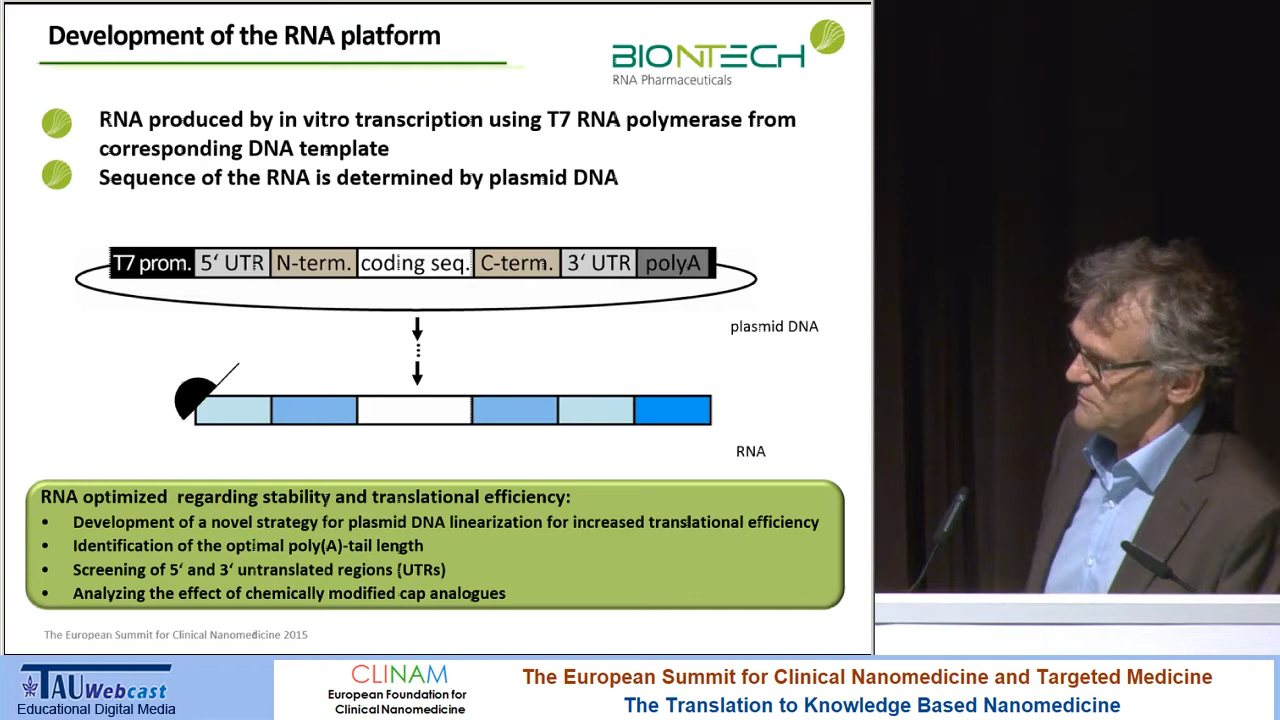 Development of the RNA platform
BIONTECH
RNA Pharmaceuticals
RNA produced by in vitro transcription using T7 RNA polymerase from
corresponding DNA template
Sequence of the RNA is determined by plasmid DNA
T7 prom. 5‘ UTR N-term. coding seq. C-term. 3‘ UTR polyA
plasmid DNA
RNA
RNA optimized regarding stability and translational efficiency:
• Development of a novel strategy for plasmid DNA linearization for increased translational efficiency
• Identification of the optimal poly(A)-tail length
• Screening of 5‘ and 3‘ untranslated regions (UTRs)
• Analyzing the effect of chemically modified cap analogues
The European Summit for Clinical Nanomedicine 2015
TAU Webcast
Educational Digital Media
CLINAM
European Foundation for
Clinical Nanomedicine
The European Summit for Clinical Nanomedicine and Targeted Medicine
The Translation to Knowledge Based Nanomedicine